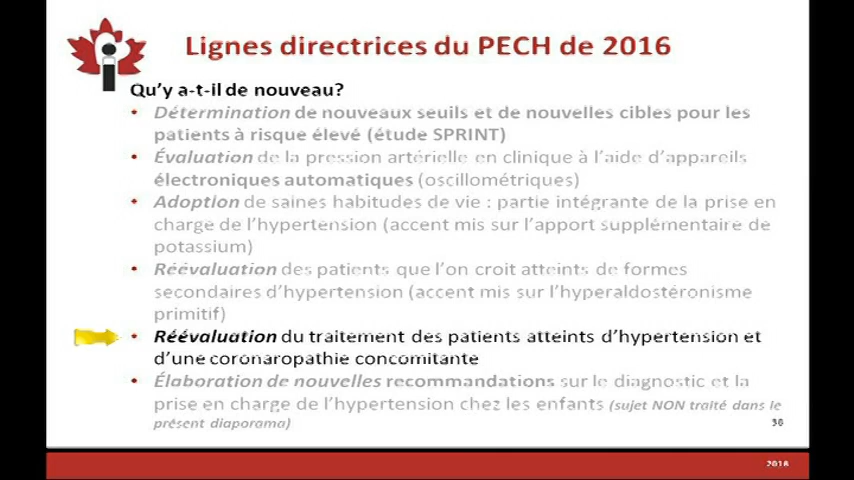 Lignes directrices du PECH de 2016
Qu'y a-t-il de nouveau?
• Détermination de nouveaux seuils et de nouvelles cibles pour les
patients à risque élevé (étude SPRINT)
• Évaluation de la pression artérielle en clinique à l'aide d'appareils
électroniques automatiques (oscillométriques)
• Adoption de saines habitudes de vie : partie intégrante de la prise en
charge de l'hypertension (accent mis sur l'apport supplémentaire de
potassium)
• Réévaluation des patients que l'on croit atteints de formes
secondaires d'hypertension (accent mis sur l'hyperaldostéronisme
primitif)
• Réévaluation du traitement des patients atteints d'hypertension et
d'une coronaropathie concomitante
• Élaboration de nouvelles recommandations sur le diagnostic et la
prise en charge de l'hypertension chez les enfants (sujet NON traité dans le
présent diaporama)
36
2016